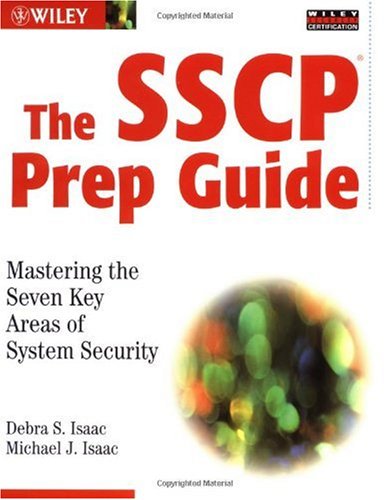 WILEY
Copyrighted Material
WILEY
SECURITY
CERTIFICATION
The SSCP®
Prep Guide
Mastering the
Seven Key
Areas of
System Security
Debra S. Isaac
Michael J. Isaac
Copyrighted Material